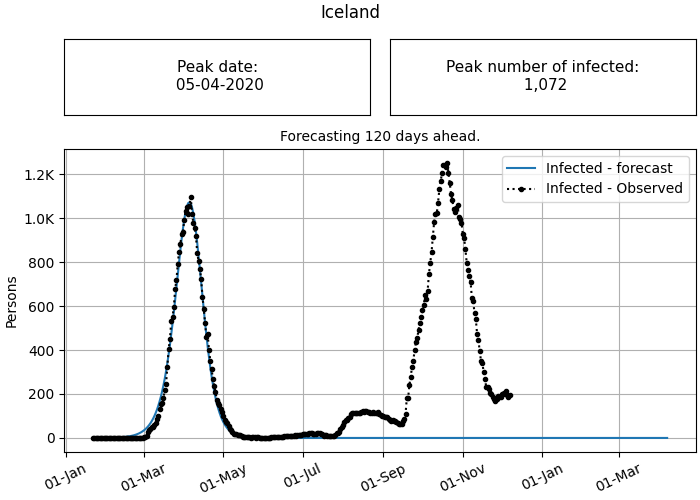 Iceland
Peak date:
05-04-2020
Peak number of infected:
1,072
Forecasting 120 days ahead.
Infected - forecast
Infected - Observed
Persons
1.2K
1.0K
800
600
400
200
0
01-Jan
01-Mar
01-May
01-Jul
01-Sep
01-Nov
01-Jan
01-Mar